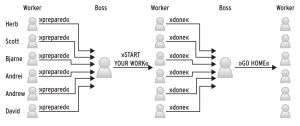 Worker Boss Worker Boss Worker
Herb »prepared« »done«
Scott »prepared« »done«
Bjarne »prepared« »done«
Andrei »prepared« »START YOUR WORK« »done« »GO HOME«
Andrew »prepared« »done«
David »prepared« »done«